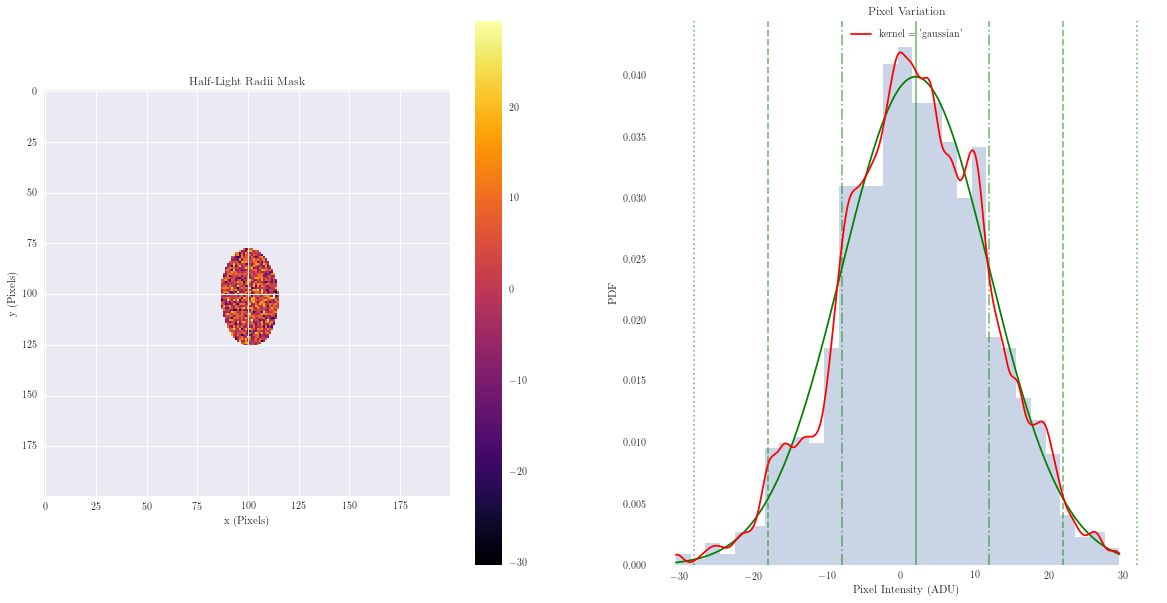 Half-Light Radii Mask
0
25
50
75
100
125
150
175
y (Pixels)
0 25 50 75 100 125 150 175
x (Pixels)
20
10
0
−10
−20
−30
Pixel Variation
kernel = 'gaussian'
0.040
0.035
0.030
0.025
0.020
0.015
0.010
0.005
0.000
PDF
−30 −20 −10 0 10 20 30
Pixel Intensity (ADU)